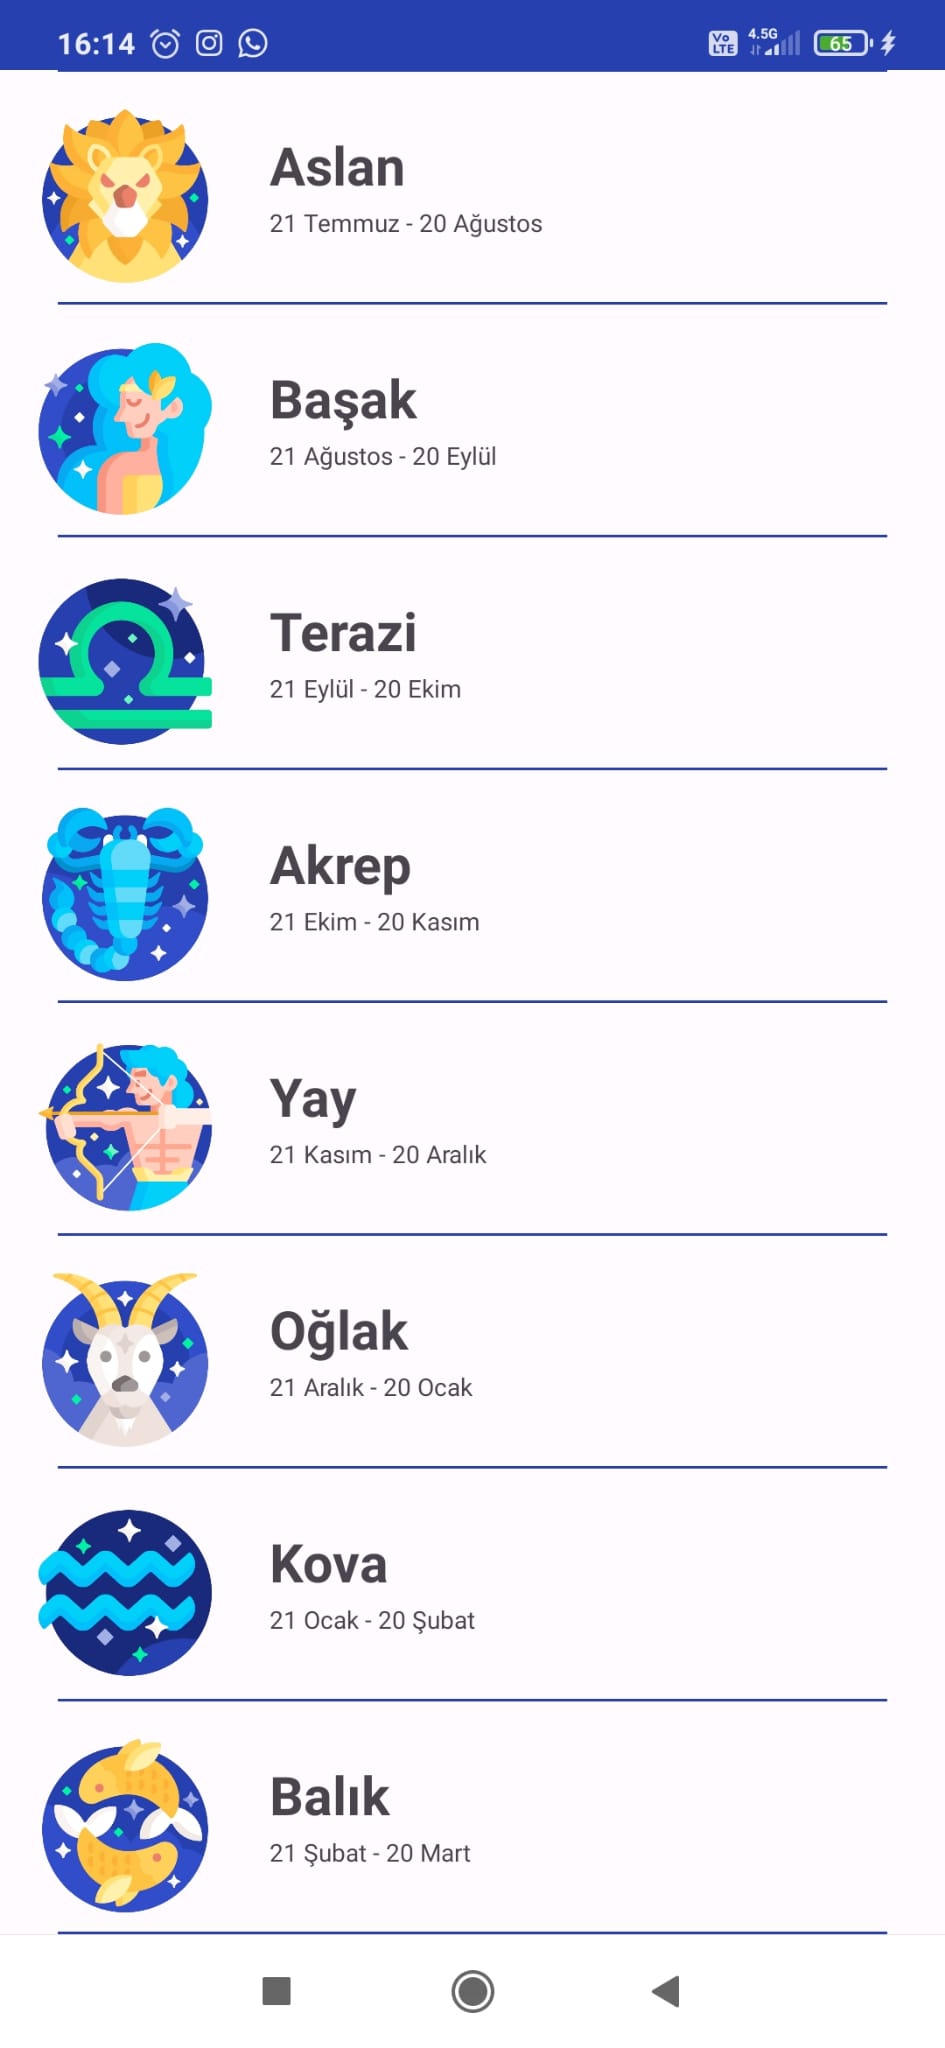 16:14
Vo LTE
4.5G
65
Aslan
21 Temmuz - 20 Ağustos
Başak
21 Ağustos - 20 Eylül
Terazi
21 Eylül - 20 Ekim
Akrep
21 Ekim - 20 Kasım
Yay
21 Kasım - 20 Aralık
Oğlak
21 Aralık - 20 Ocak
Kova
21 Ocak - 20 Şubat
Balık
21 Şubat - 20 Mart